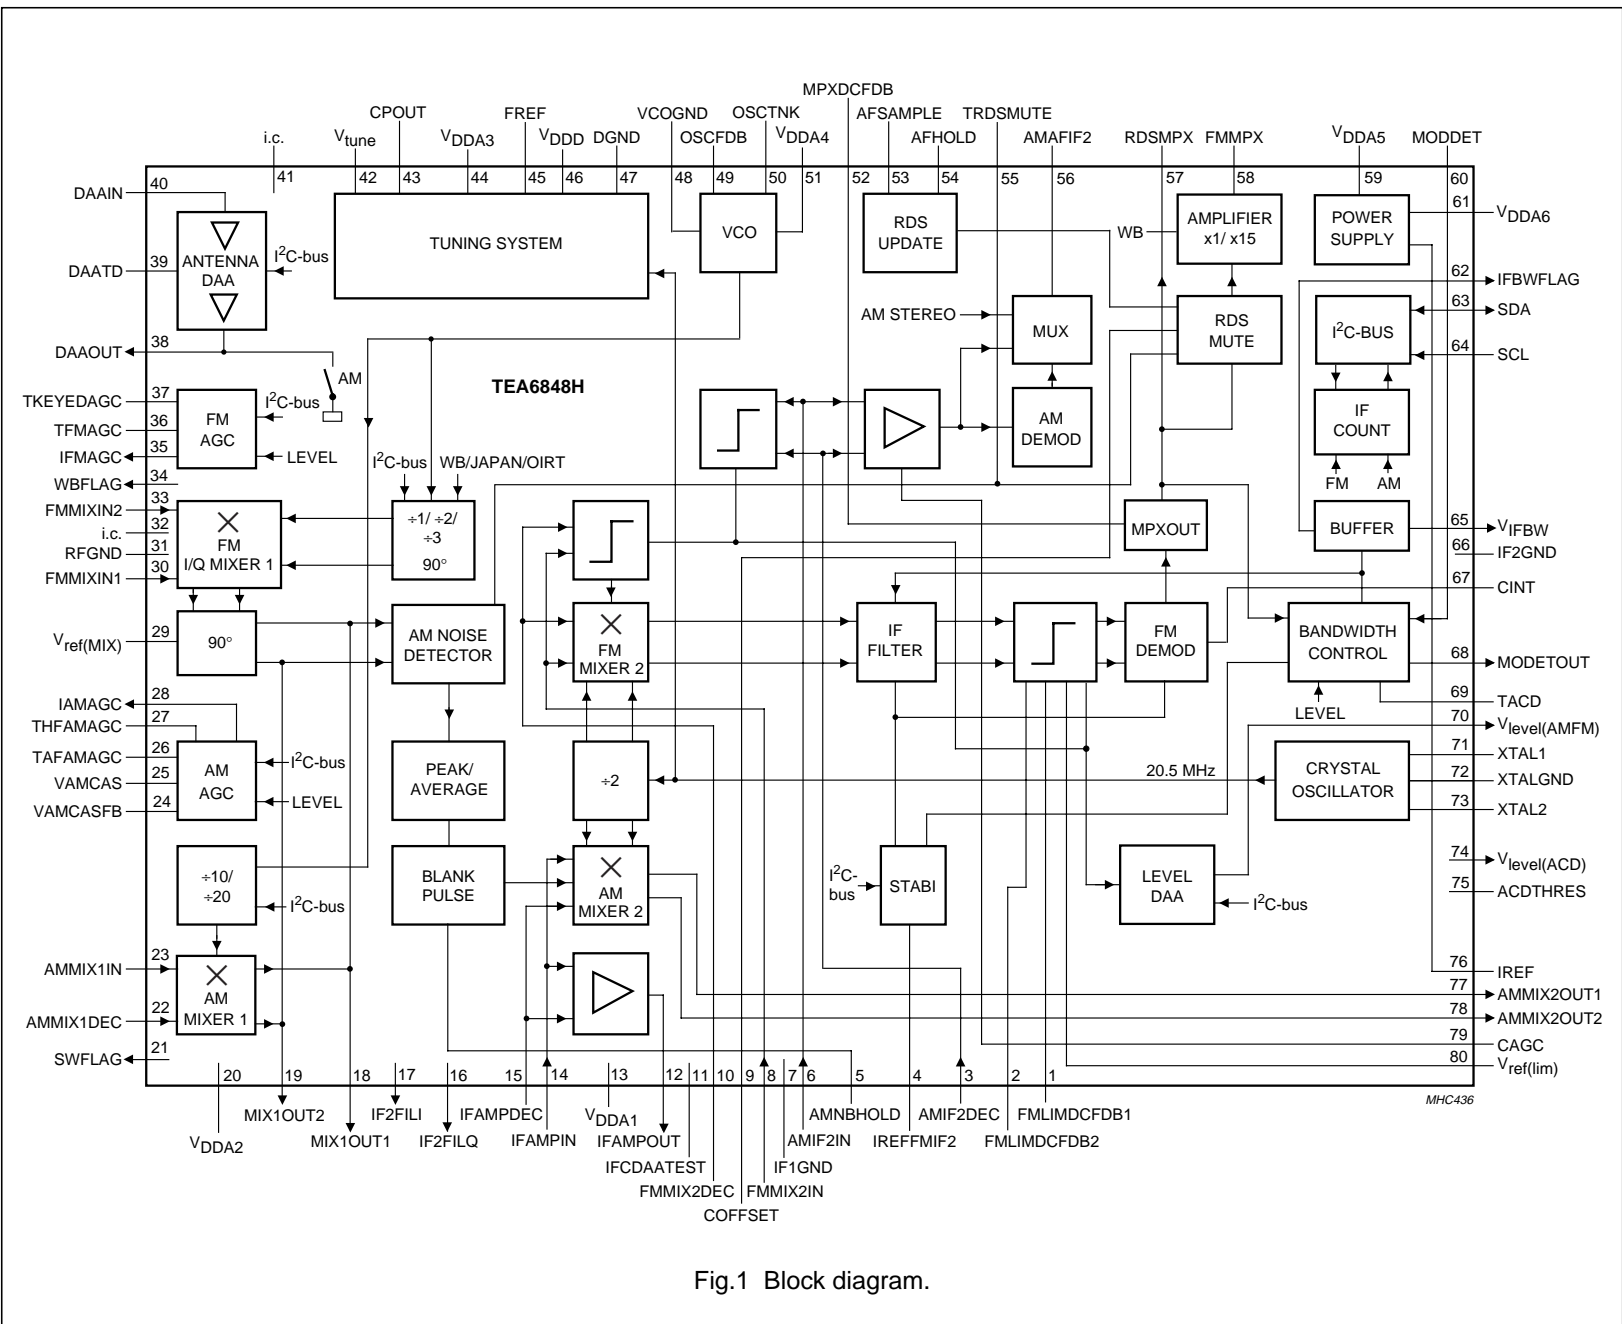 MPXDCFDB
CPOUT FREF VCOGND OSCTNK AFSAMPLE TRDSMUTE
i.c. Vtune VDDA3 VDDD DGND OSCFDB VDDA4 AFHOLD AMAFIF2 RDSMPX FMMPX VDDA5 MODDET
40 41 42 43 44 45 46 47 48 49 50 51 52 53 54 55 56 57 58 59 60
DAAIN
61 VDDA6
ANTENNA
DAA
I2C-bus
39 DAATD
TUNING SYSTEM
VCO
RDS
UPDATE
WB
AMPLIFIER
x1/ x15
POWER
SUPPLY
62 IFBWFLAG
63 SDA
AM STEREO
MUX
RDS
MUTE
I2C-BUS
38 DAAOUT
64 SCL
AM
TEA6848H
37 TKEYEDAGC
I2C-bus
FM
AGC
36 TFMAGC
35 IFMAGC
LEVEL
AM
DEMOD
IF
COUNT
FM AM
34 WBFLAG
I2C-bus WB/JAPAN/OIRT
33 FMMIXIN2
32 i.c.
31 RFGND
30 FMMIXIN1
FM
I/Q MIXER 1
÷1/ ÷2/
÷3
90°
MPXOUT
BUFFER
65 VIFBW
66 IF2GND
67 CINT
29 Vref(MIX)
90°
AM NOISE
DETECTOR
FM
MIXER 2
IF
FILTER
FM
DEMOD
BANDWIDTH
CONTROL
68 MODETOUT
69 TACD
LEVEL
70 Vlevel(AMFM)
28 IAMAGC
27 THFAMAGC
26 TAFAMAGC
25 VAMCAS
24 VAMCASFB
AM
AGC
I2C-bus
LEVEL
PEAK/
AVERAGE
÷2
20.5 MHz
CRYSTAL
OSCILLATOR
71 XTAL1
72 XTALGND
73 XTAL2
÷10/
÷20
I2C-bus
BLANK
PULSE
AM
MIXER 2
I2C-
bus
STABI
LEVEL
DAA
I2C-bus
74 Vlevel(ACD)
75 ACDTHRES
23 AMMIX1IN
22 AMMIX1DEC
AM
MIXER 1
21 SWFLAG
76 IREF
77 AMMIX2OUT1
78 AMMIX2OUT2
79 CAGC
80 Vref(lim)
20 19 18 17 16 15 14 13 12 11 10 9 8 7 6 5 4 3 2 1
MHC436
MIX1OUT2 IF2FILI IFAMPDEC VDDA1 AMNBHOLD AMIF2DEC FMLIMDCFDB1
VDDA2 MIX1OUT1 IF2FILQ IFAMPIN IFAMPOUT AMIF2IN IREFFMIF2 FMLIMDCFDB2
IFCDAATEST IF1GND
FMMIX2DEC FMMIX2IN
COFFSET
Fig.1 Block diagram.